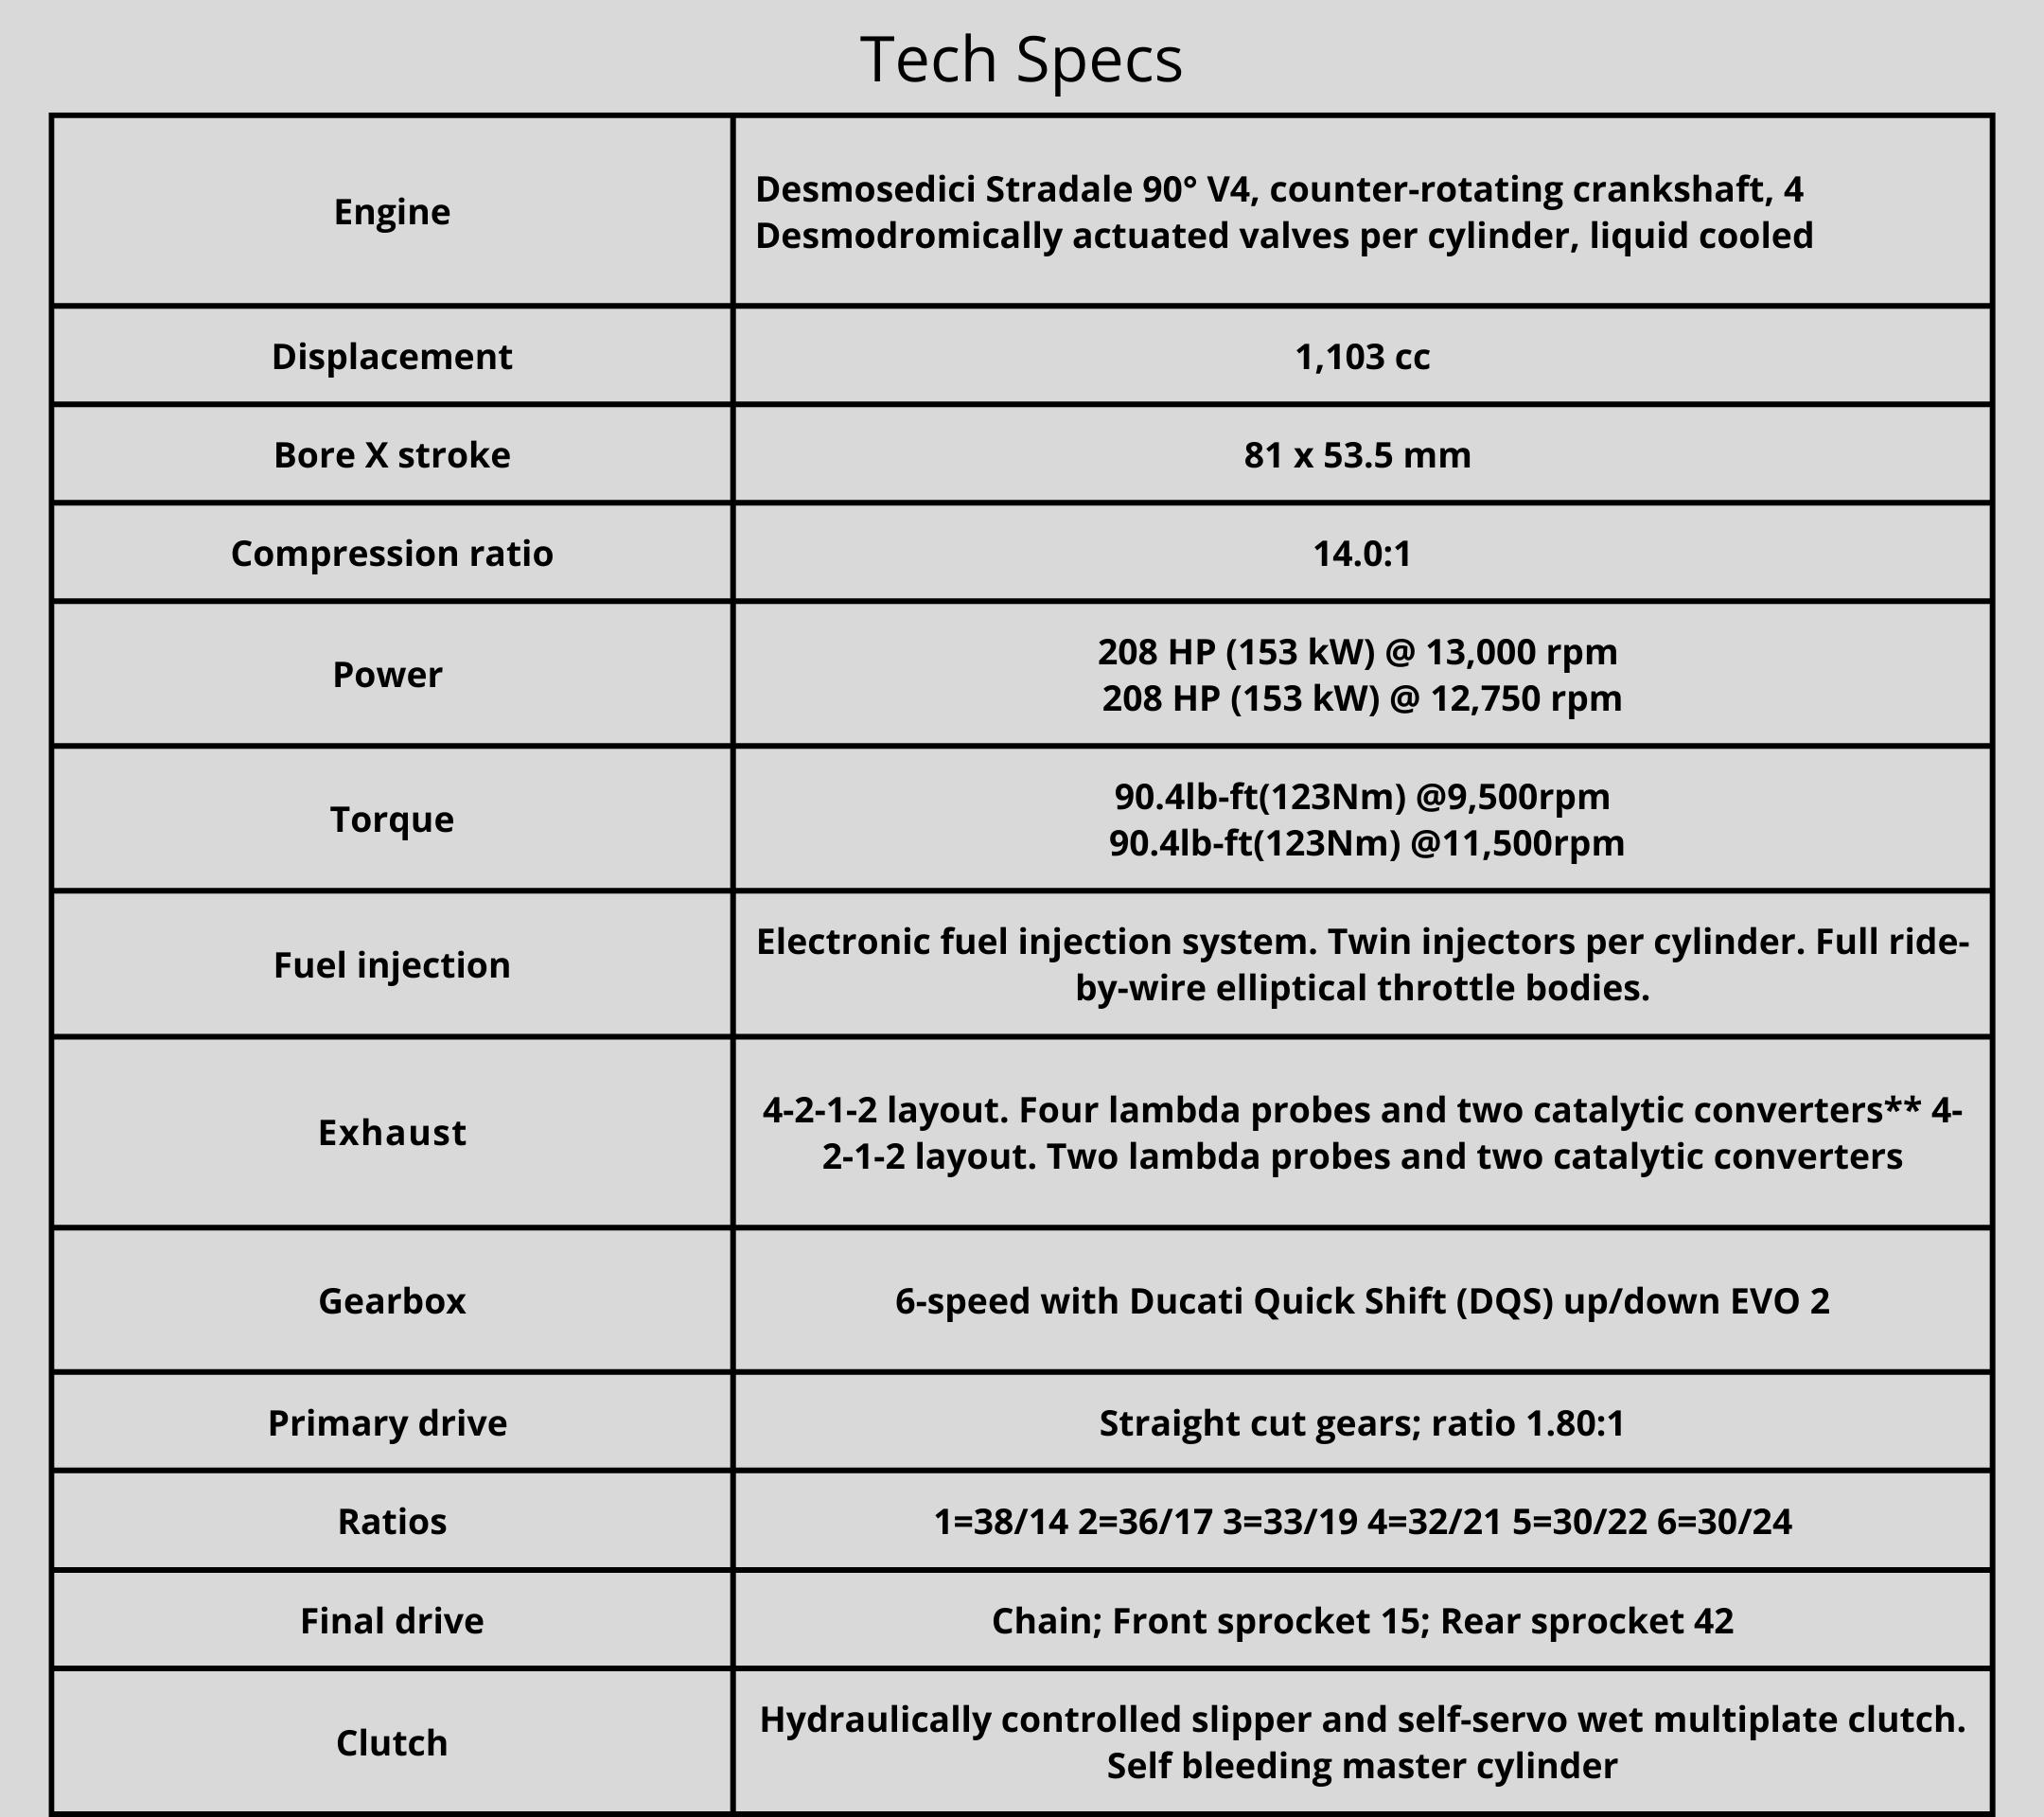 Tech Specs
Engine
Desmosedici Stradale 90° V4, counter-rotating crankshaft, 4
Desmodromically actuated valves per cylinder, liquid cooled
Displacement
1,103 cc
Bore X stroke
81 x 53.5 mm
Compression ratio
14.0:1
Power
208 HP (153 kW) @ 13,000 rpm
208 HP (153 kW) @ 12,750 rpm
Torque
90.4lb-ft(123Nm) @9,500rpm
90.4lb-ft(123Nm) @11,500rpm
Fuel injection
Electronic fuel injection system. Twin injectors per cylinder. Full ride-
by-wire elliptical throttle bodies.
Exhaust
4-2-1-2 layout. Four lambda probes and two catalytic converters** 4-
2-1-2 layout. Two lambda probes and two catalytic converters
Gearbox
6-speed with Ducati Quick Shift (DQS) up/down EVO 2
Primary drive
Straight cut gears; ratio 1.80:1
Ratios
1=38/14 2=36/17 3=33/19 4=32/21 5=30/22 6=30/24
Final drive
Chain; Front sprocket 15; Rear sprocket 42
Clutch
Hydraulically controlled slipper and self-servo wet multiplate clutch.
Self bleeding master cylinder